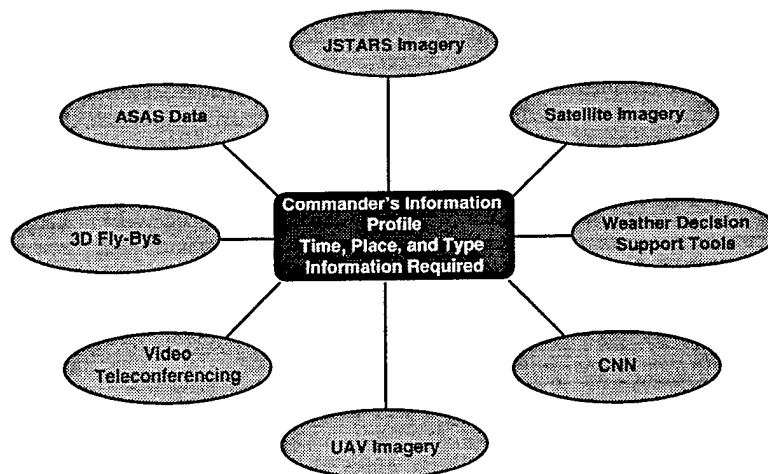 JSTARS Imagery
ASAS Data
Satellite Imagery
Commander's Information
Profile
Time, Place, and Type
Information Required
3D Fly-Bys
Weather Decision
Support Tools
Video
Teleconferencing
CNN
UAV Imagery